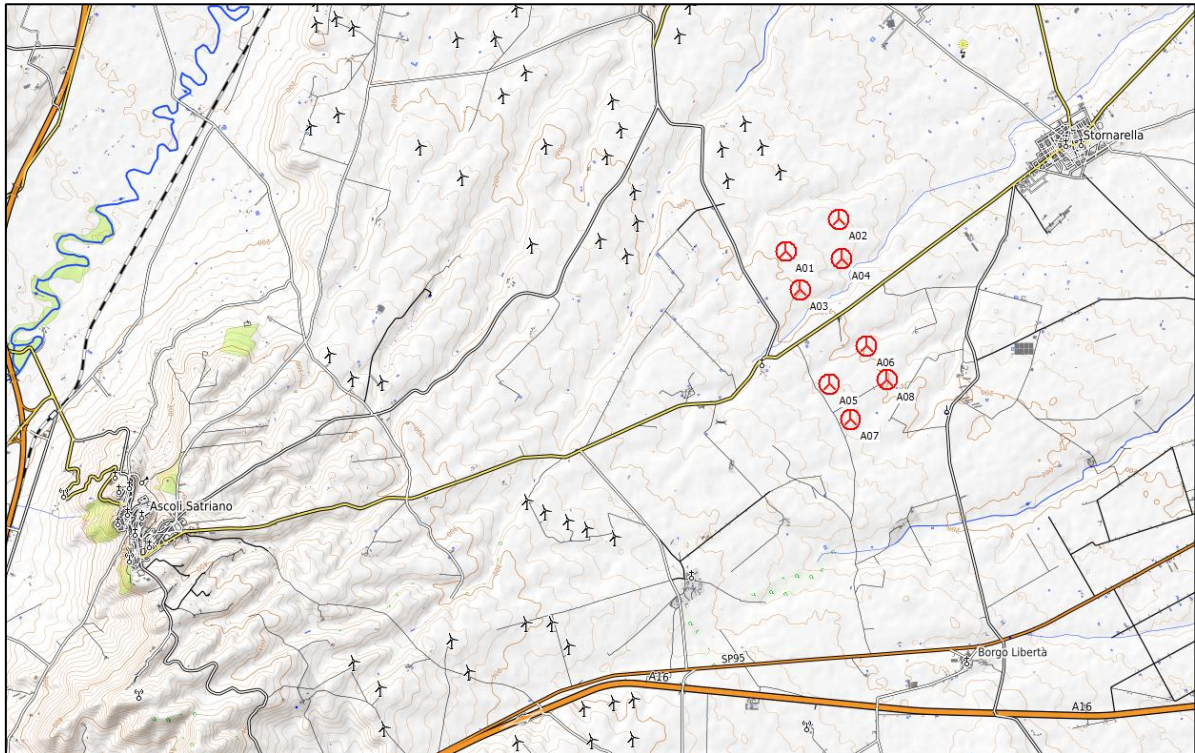 Stornarella
A02
A01
A04
A03
A06
A05
A08
A07
Ascoli Satriano
SP95
Borgo Libertà
A16
A16